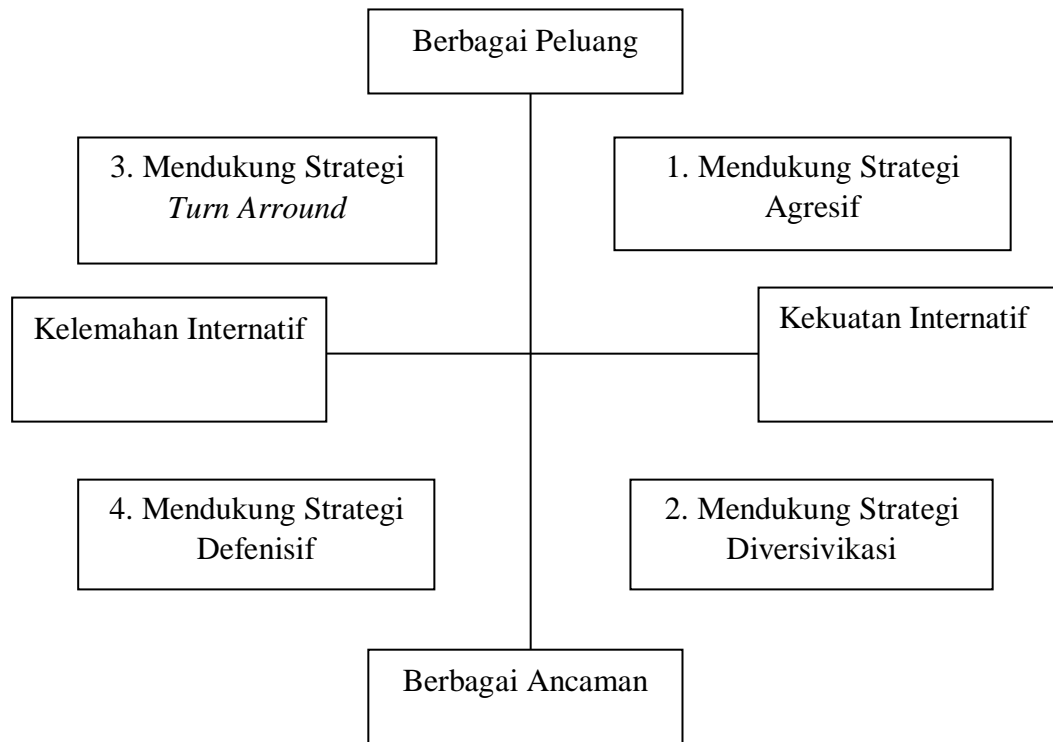 Berbagai Peluang
3. Mendukung Strategi
Turn Arround
1. Mendukung Strategi
Agresif
Kelemahan Internatif
Kekuatan Internatif
4. Mendukung Strategi
Defenisif
2. Mendukung Strategi
Diversivikasi
Berbagai Ancaman